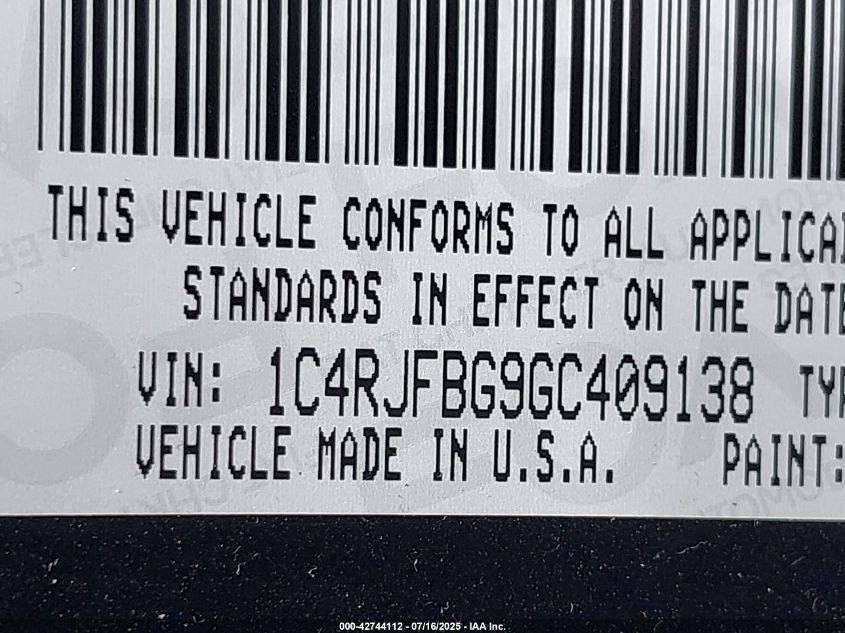 THIS VEHICLE CONFORMS TO ALL APPLICA
STANDARDS IN EFFECT ON THE DATE
VIN: 1C4RJFBG9GC409138 TYP
VEHICLE MADE IN U.S.A. PAINT:
000-42744112 - 07/16/2025 - IAA Inc.